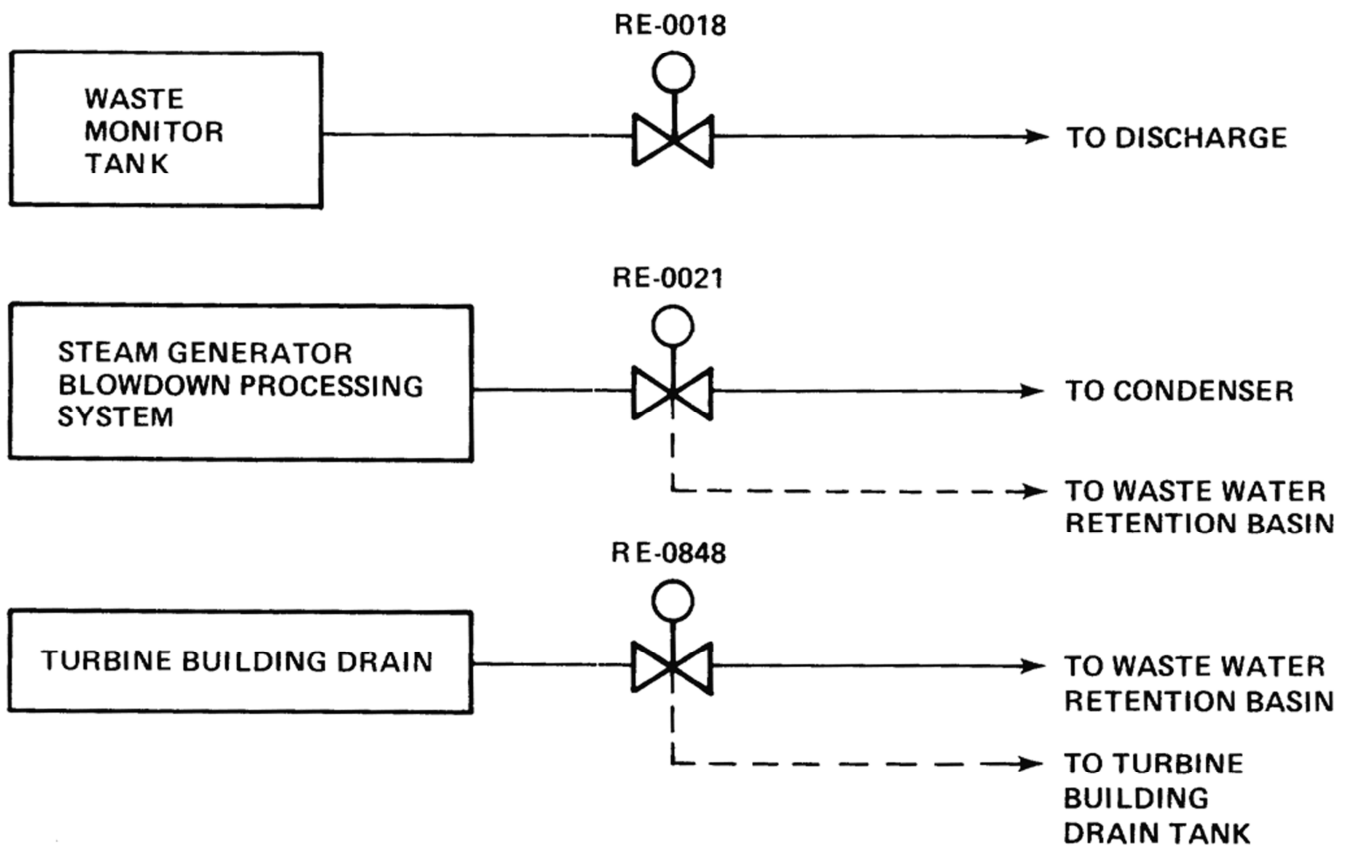 RE-0018
WASTE
MONITOR
TANK
TO DISCHARGE
RE-0021
STEAM GENERATOR
BLOWDOWN PROCESSING
SYSTEM
TO CONDENSER
TO WASTE WATER
RETENTION BASIN
RE-0848
TURBINE BUILDING DRAIN
TO WASTE WATER
RETENTION BASIN
TO TURBINE
BUILDING
DRAIN TANK